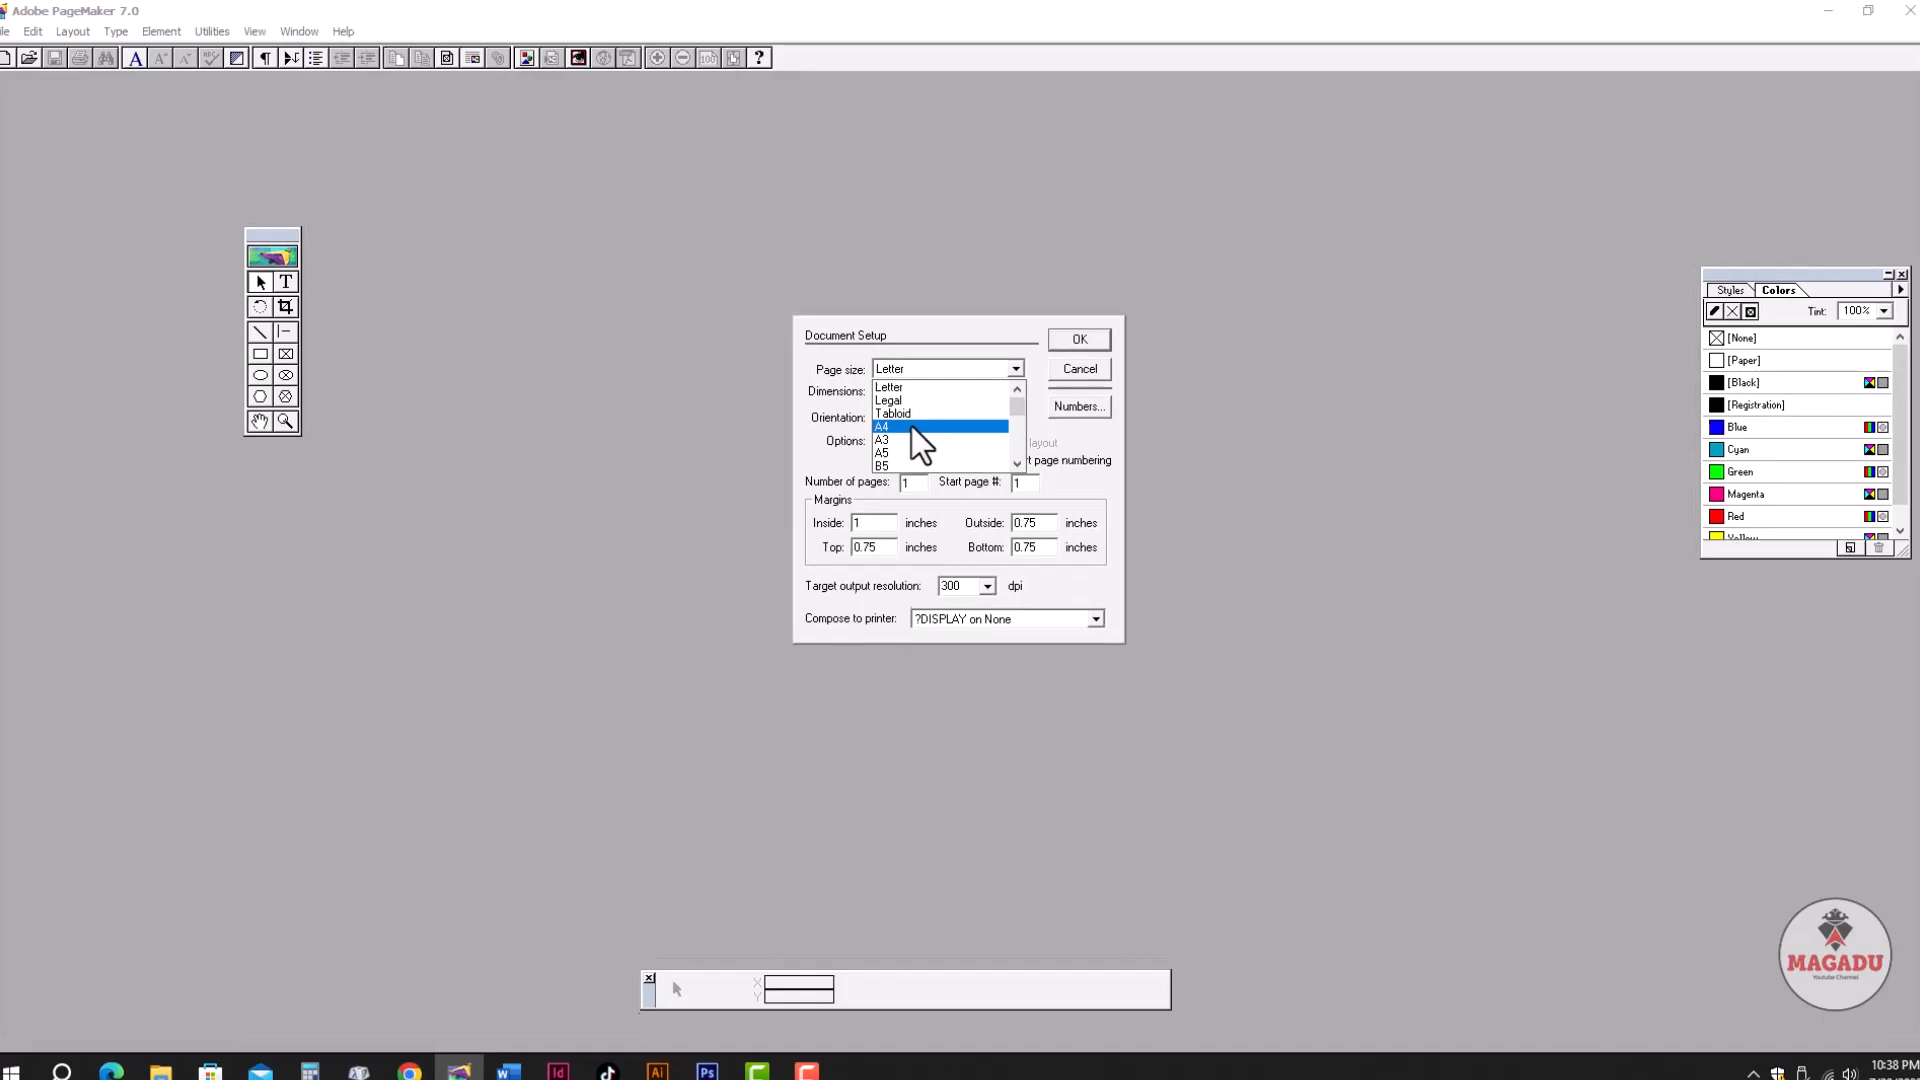 Adobe PageMaker 7.0
Edit Layout Type Element Utilities View Window Help
Document Setup
OK
Page size: Letter
Cancel
Dimensions:
Letter
Legal
Numbers...
Tabloid
Orientation:
A4
A3
Options:
layout
A5
page numbering
B5
Number of pages: 1 Start page #: 1
Margins
Inside: 1 inches Outside: 0.75 inches
Top: 0.75 inches Bottom: 0.75 inches
Target output resolution: 300 dpi
Compose to printer: ?DISPLAY on None
Styles Colors
Tint: 100%
[None]
[Paper]
[Black]
[Registration]
Blue
Cyan
Green
Magenta
Red
X
Y
MAGADU
Youtube Channel
10:38 PM